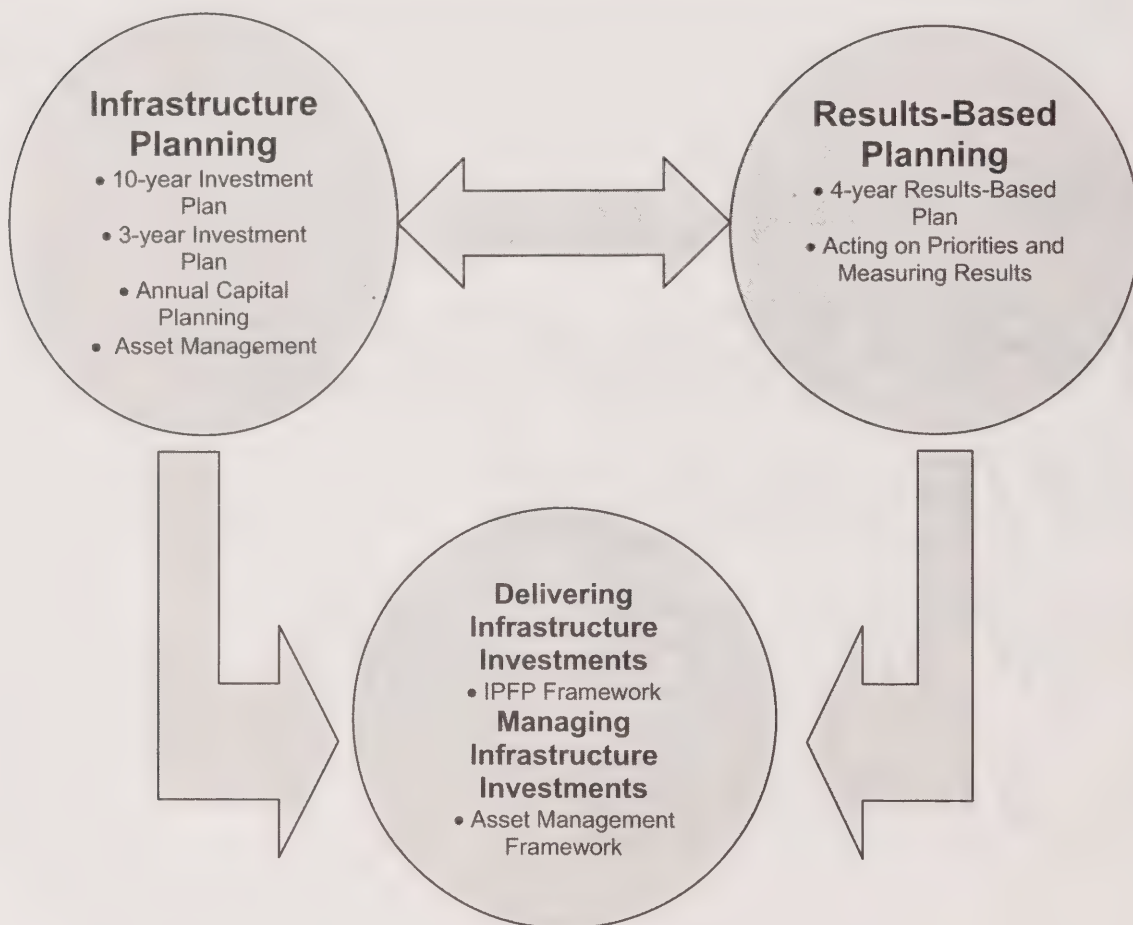 Infrastructure
Planning
• 10-year Investment
Plan
• 3-year Investment
Plan
• Annual Capital
Planning
• Asset Management
Results-Based
Planning
• 4-year Results-Based
Plan
• Acting on Priorities and
Measuring Results
Delivering
Infrastructure
Investments
• IPFP Framework
Managing
Infrastructure
Investments
• Asset Management
Framework